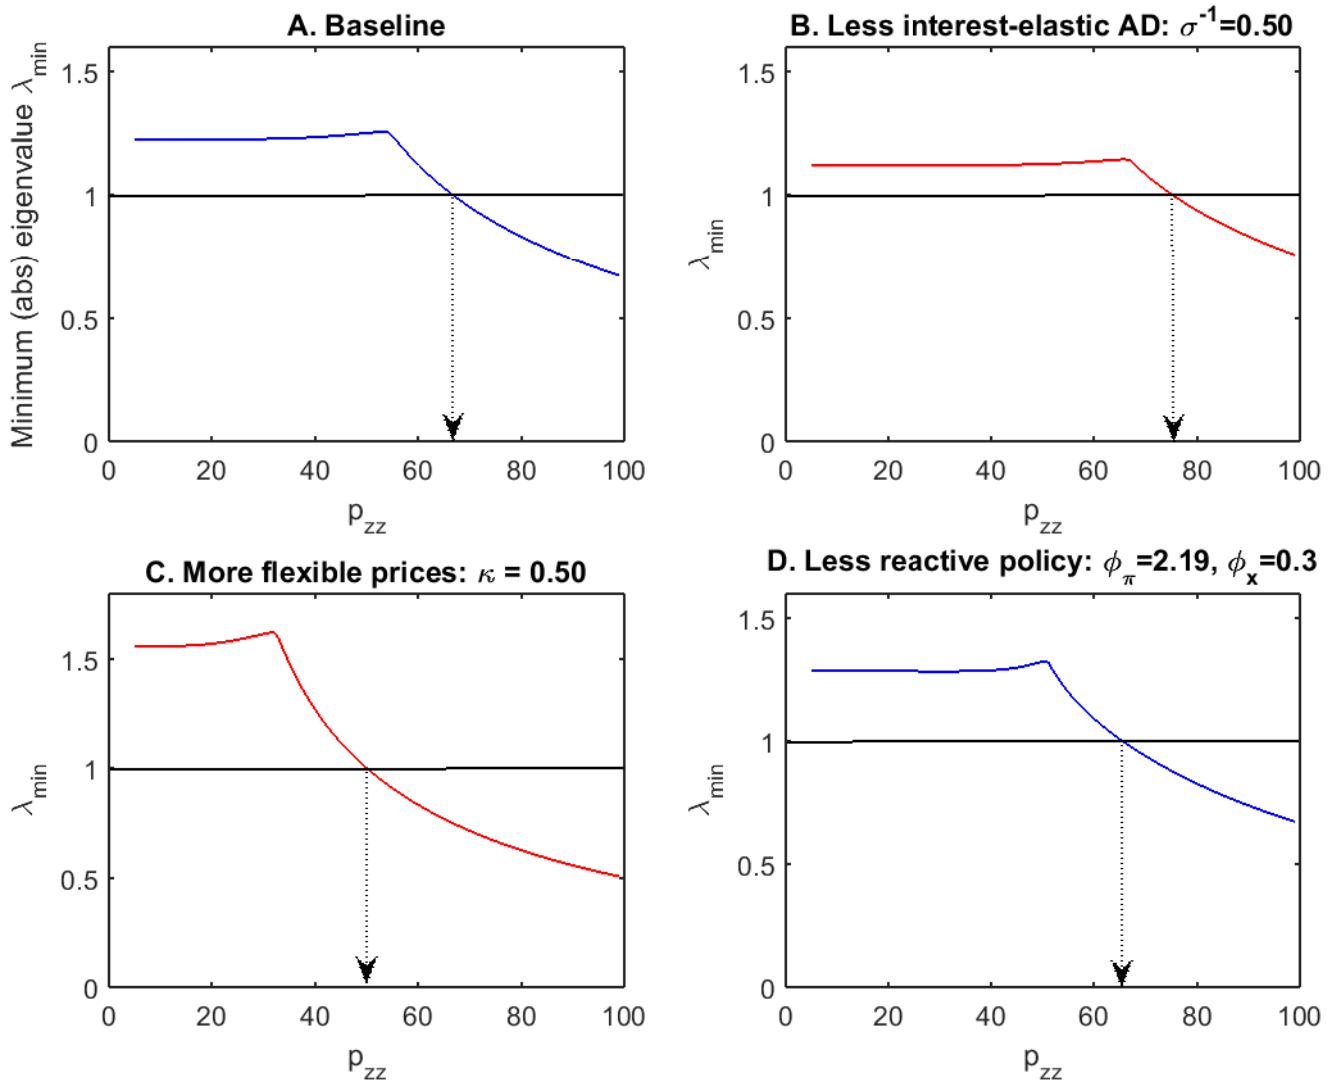 A. Baseline
Minimum (abs) eigenvalue λmin
1.5
1
0.5
0
0 20 40 60 80 100
pzz
B. Less interest-elastic AD: σ-1=0.50
λmin
1.5
1
0.5
0
0 20 40 60 80 100
pzz
C. More flexible prices: κ = 0.50
λmin
1.5
1
0.5
0
0 20 40 60 80 100
pzz
D. Less reactive policy: ϕπ=2.19, ϕx=0.3
λmin
1.5
1
0.5
0
0 20 40 60 80 100
pzz